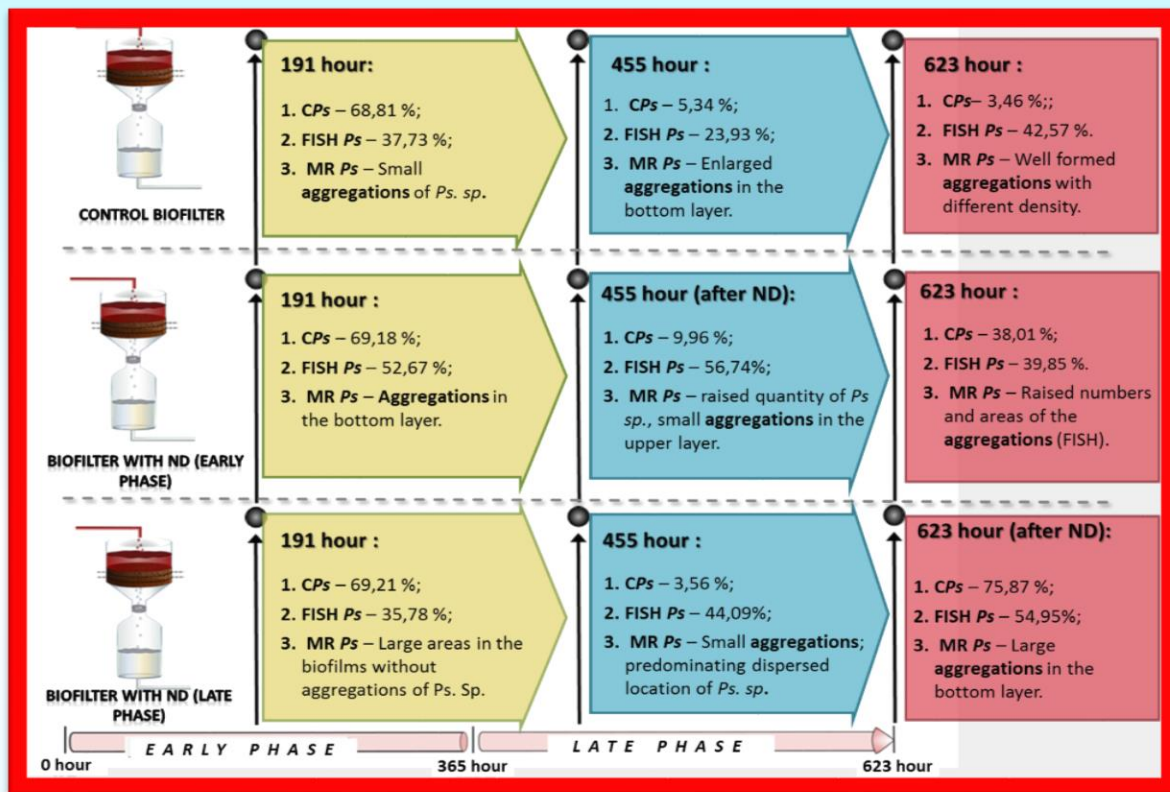 191 hour:
1. CPs – 68,81 %;
2. FISH Ps – 37,73 %;
3. MR Ps – Small
aggregations of Ps. sp.
455 hour :
1. CPs – 5,34 %;
2. FISH Ps – 23,93 %;
3. MR Ps – Enlarged
aggregations in the
bottom layer.
623 hour :
1. CPs– 3,46 %;;
2. FISH Ps – 42,57 %.
3. MR Ps – Well formed
aggregations with
different density.
CONTROL BIOFILTER
191 hour :
1. CPs – 69,18 %;
2. FISH Ps – 52,67 %;
3. MR Ps – Aggregations in
the bottom layer.
455 hour (after ND):
1. CPs – 9,96 %;
2. FISH Ps – 56,74%;
3. MR Ps – raised quantity of Ps
sp., small aggregations in the
upper layer.
623 hour :
1. CPs – 38,01 %;
2. FISH Ps – 39,85 %.
3. MR Ps – Raised numbers
and areas of the
aggregations (FISH).
BIOFILTER WITH ND (EARLY
PHASE)
191 hour :
1. CPs – 69,21 %;
2. FISH Ps – 35,78 %;
3. MR Ps – Large areas in the
biofilms without
aggregations of Ps. Sp.
455 hour :
1. CPs – 3,56 %;
2. FISH Ps – 44,09%;
3. MR Ps – Small aggregations;
predominating dispersed
location of Ps. sp.
623 hour (after ND):
1. CPs – 75,87 %;
2. FISH Ps – 54,95%;
3. MR Ps – Large
aggregations in the
bottom layer.
BIOFILTER WITH ND (LATE
PHASE)
EARLY PHASE
LATE PHASE
0 hour
365 hour
623 hour